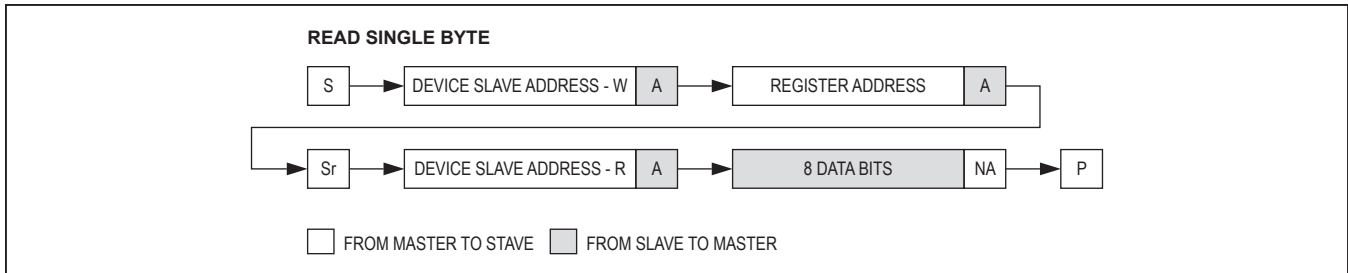 READ SINGLE BYTE
S DEVICE SLAVE ADDRESS - W A REGISTER ADDRESS A
Sr DEVICE SLAVE ADDRESS - R A 8 DATA BITS NA P
FROM MASTER TO STAVE FROM SLAVE TO MASTER